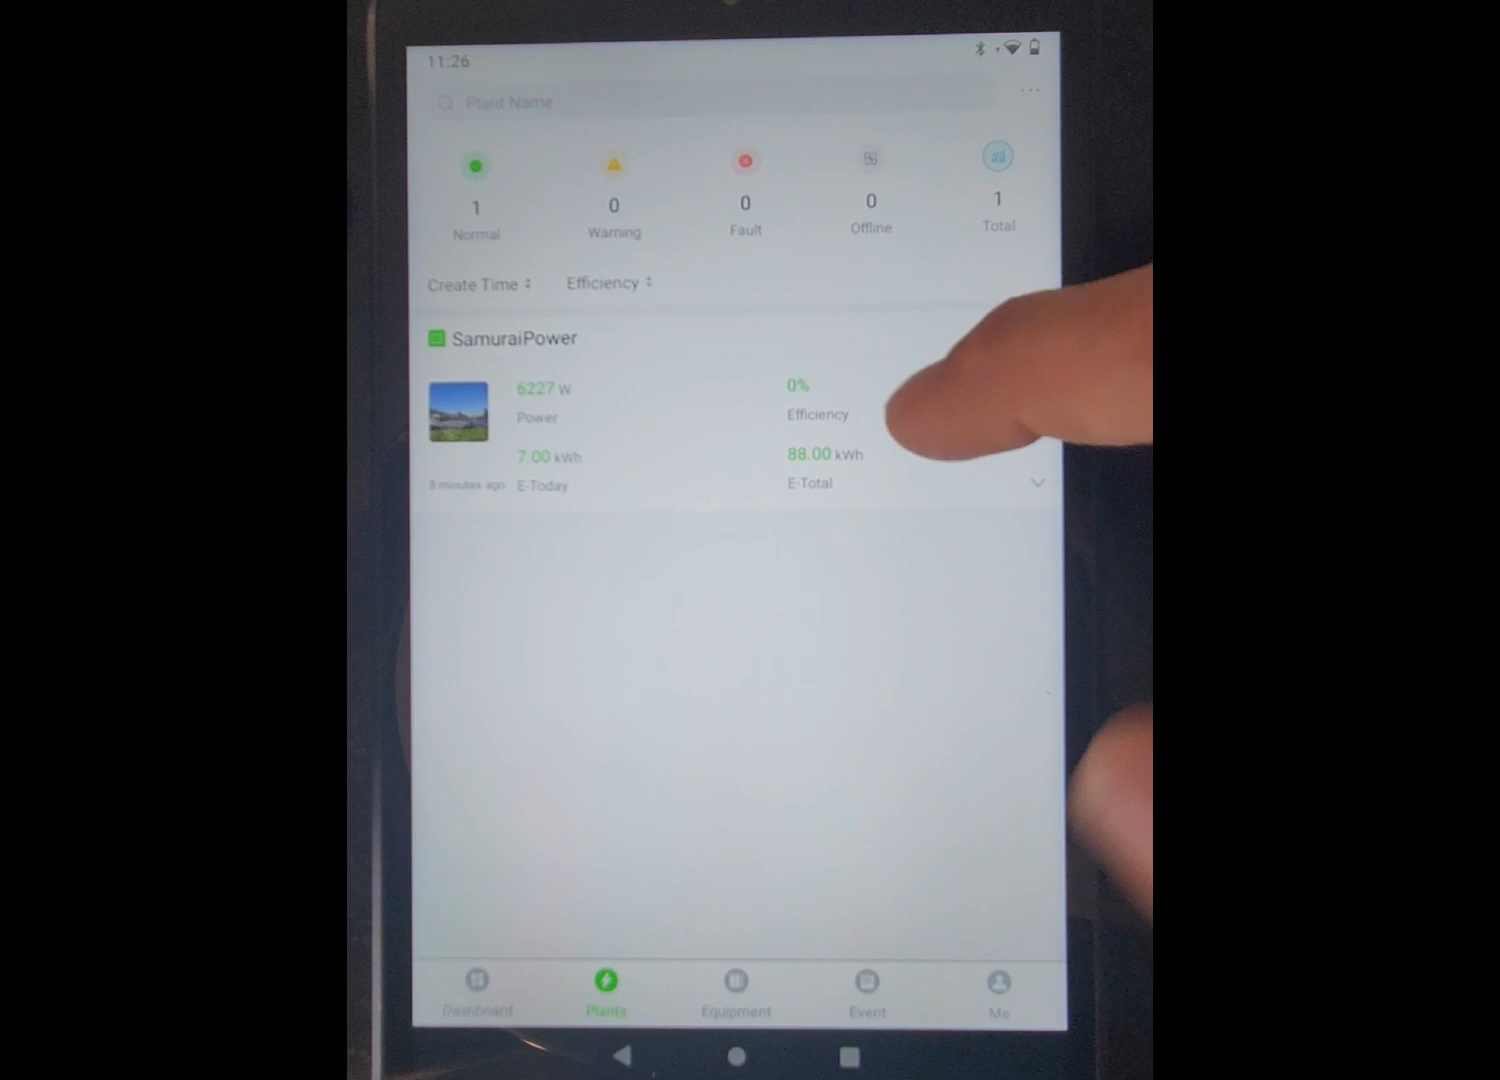 11:26
Plant Name
1 0 0 0 1
Normal Warning Fault Offline Total
Create Time Efficiency
SamuraiPower
6227 W 0%
Power Efficiency
7.00 kWh 88.00 kWh
8 minutes ago E-Today E-Total
Dashboard Plants Equipment Event Me